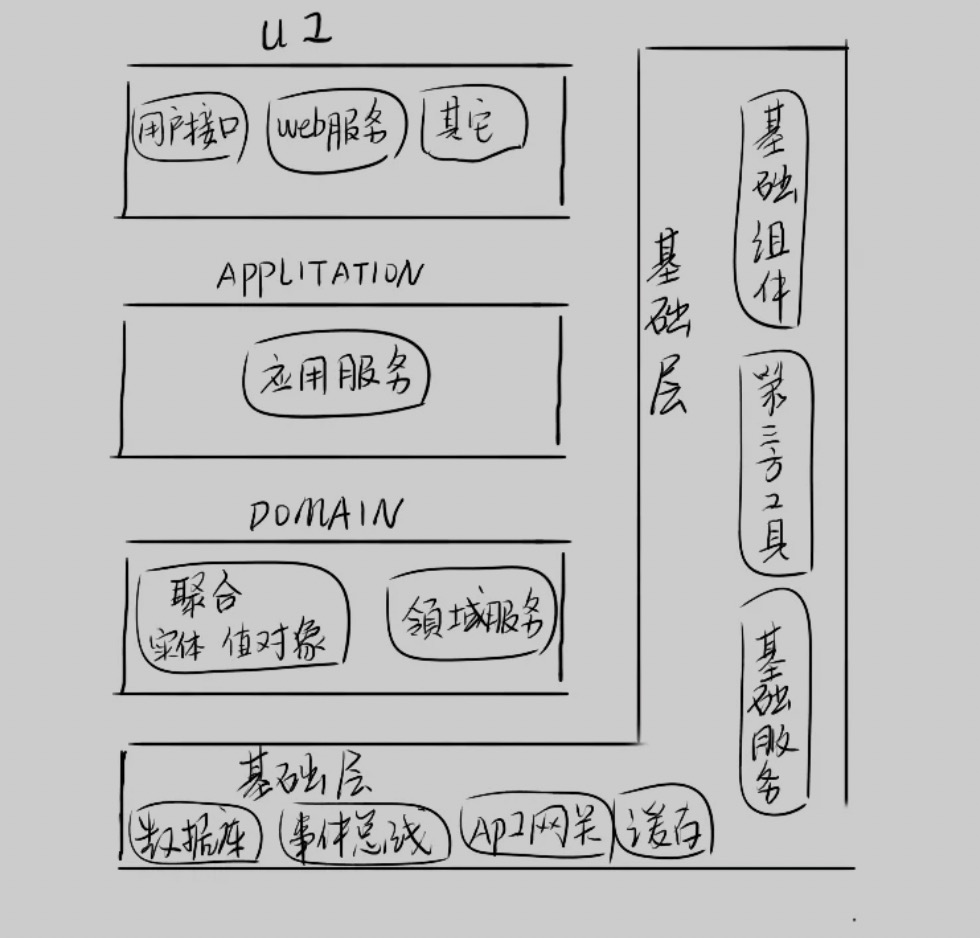 UI
用户接口 web服务 其它
APPLITATION
应用服务
DOMAIN
聚合
实体 值对象
领域服务
基础层
基础组件
第三方工具
基础服务
基础层
数据库 事件总线 API网关 缓存